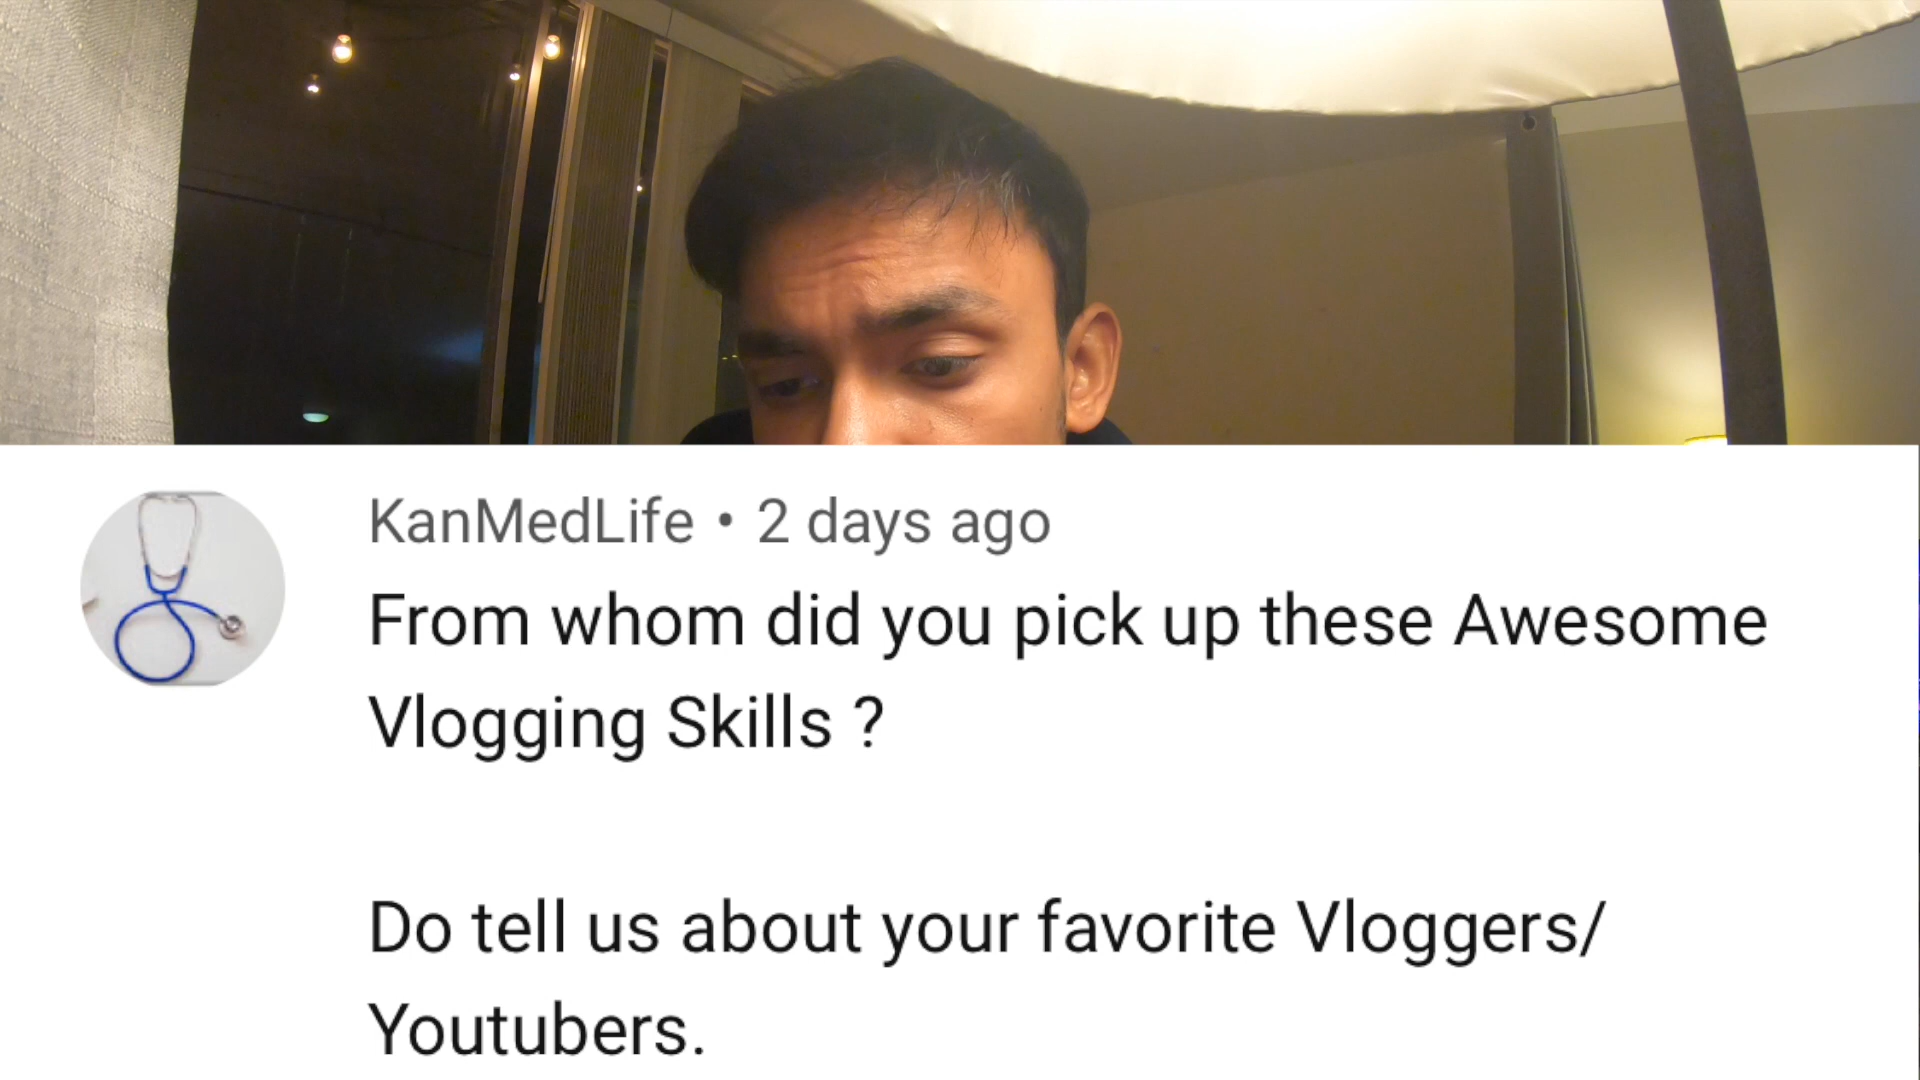 KanMedLife • 2 days ago
From whom did you pick up these Awesome
Vlogging Skills ?
Do tell us about your favorite Vloggers/
Youtubers.